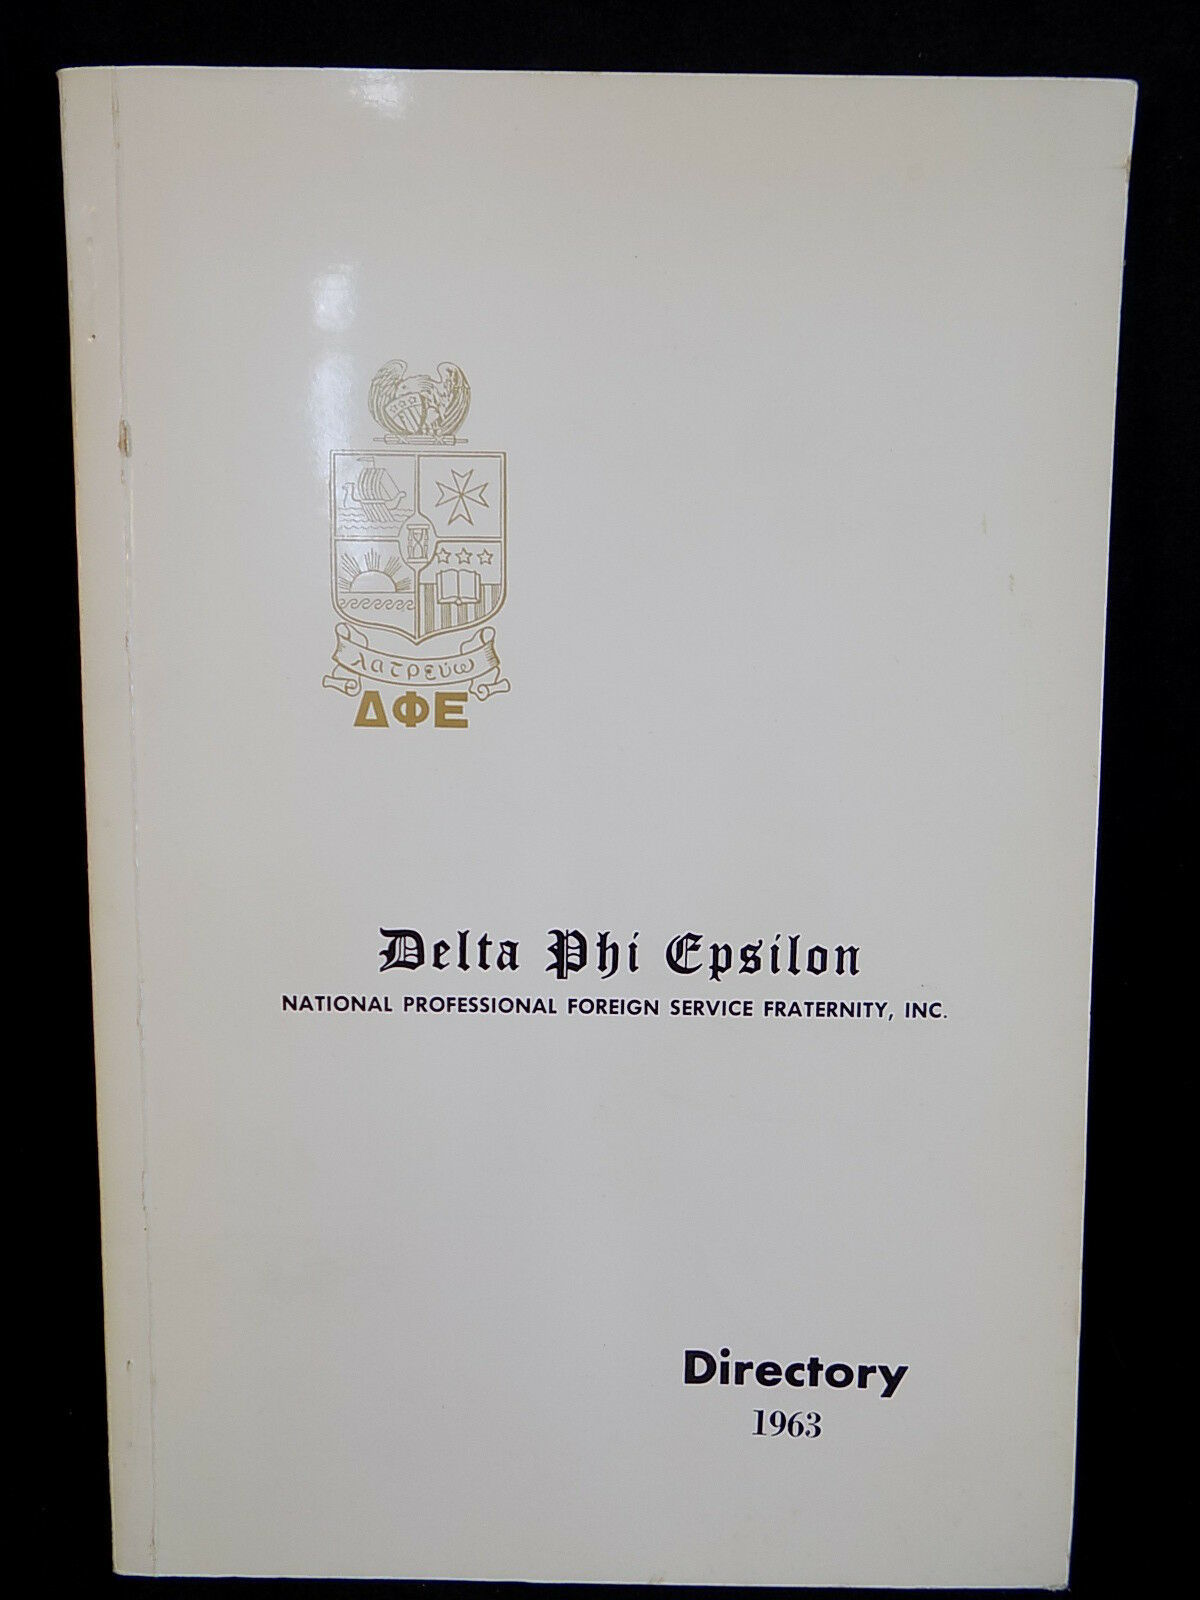 λατρεύω
ΔΦΕ
Delta Phi Epsilon
NATIONAL PROFESSIONAL FOREIGN SERVICE FRATERNITY, INC.
Directory
1963